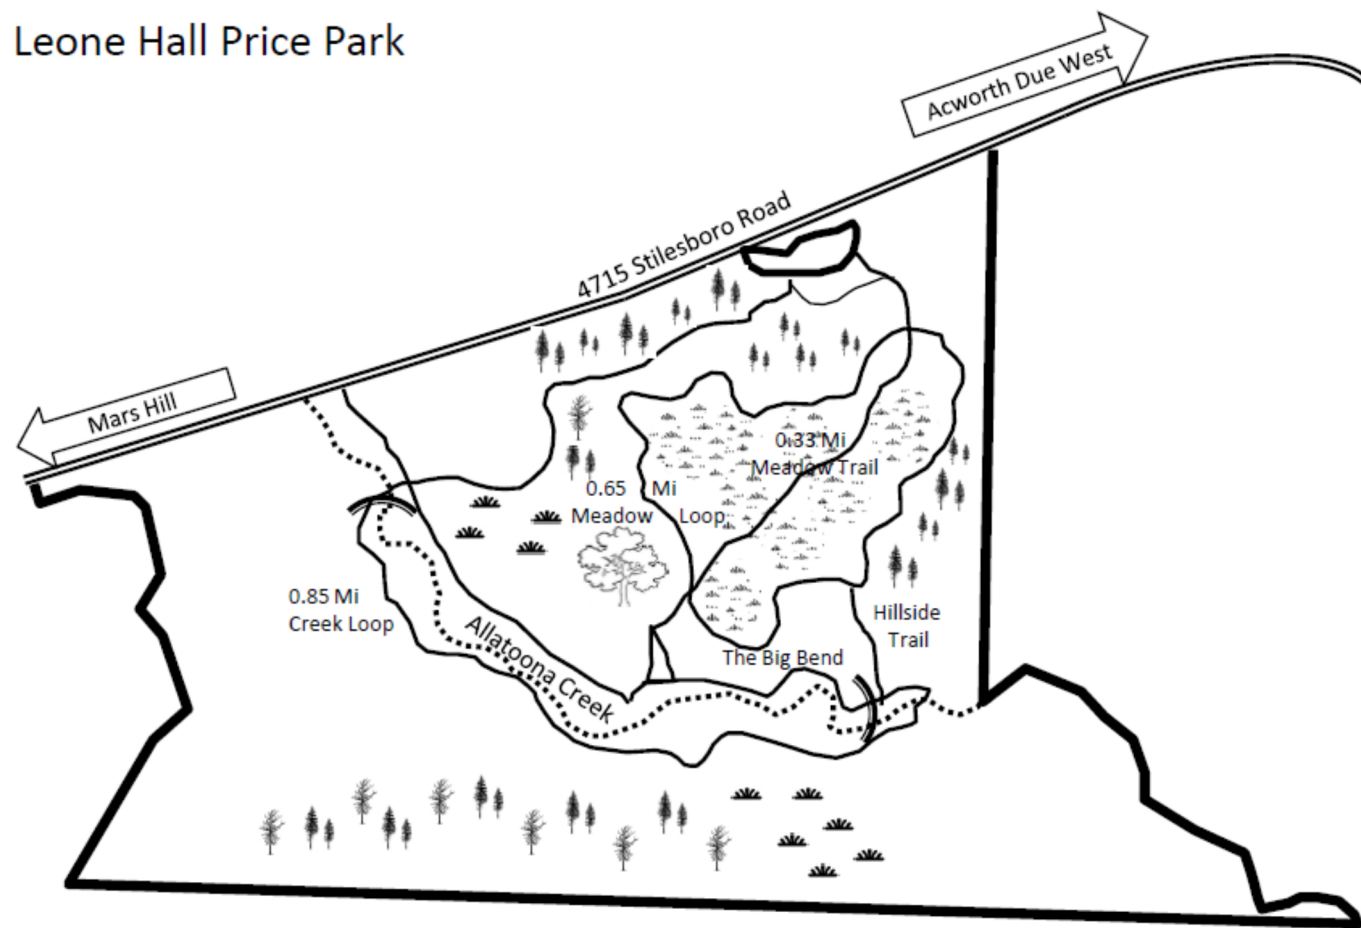 Leone Hall Price Park
Acworth Due West
4715 Stilesboro Road
Mars Hill
0.33 Mi
Meadow Trail
0.65 Mi
Meadow Loop
0.85 Mi
Creek Loop
Hillside
Trail
Allatoona Creek
The Big Bend